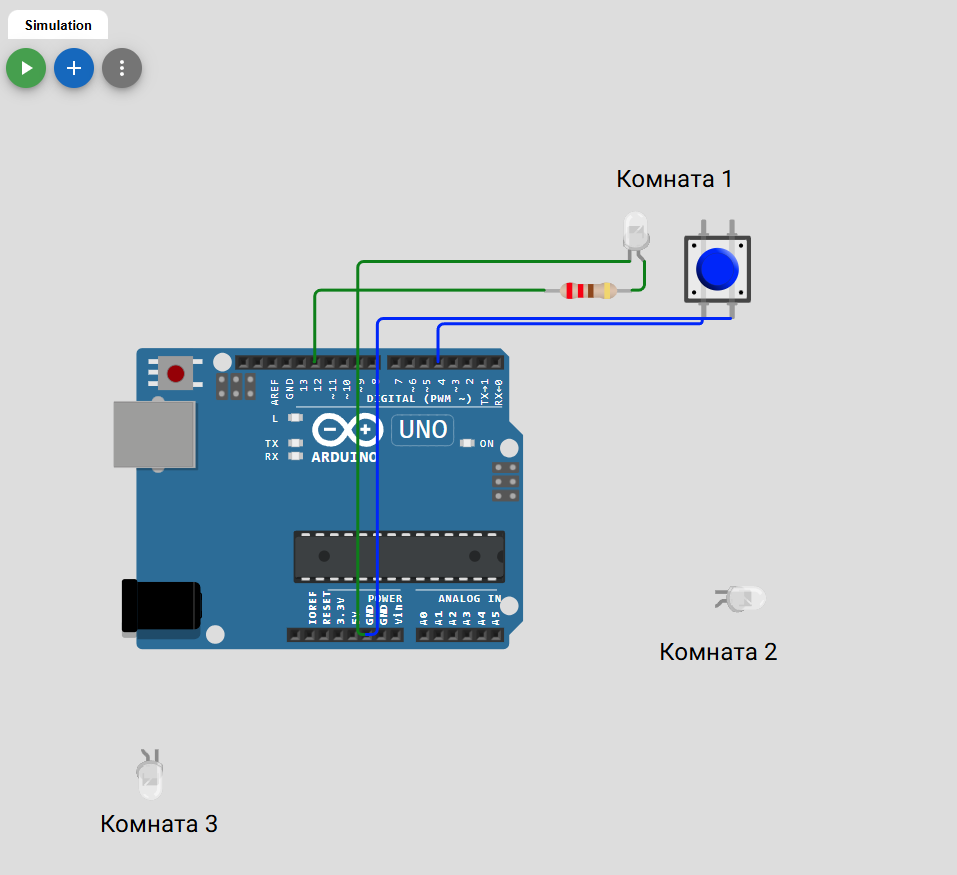 Simulation
Комната 1
AREF
GND
13
12
~11
~10
~9
8
7
~6
~5
4
~3
2
TX→1
RX←0
DIGITAL (PWM ~)
L
TX
RX
UNO
ON
ARDUINO
IOREF
RESET
3.3V
5V
GND
GND
Vin
POWER
ANALOG IN
A0
A1
A2
A3
A4
A5
Комната 2
Комната 3